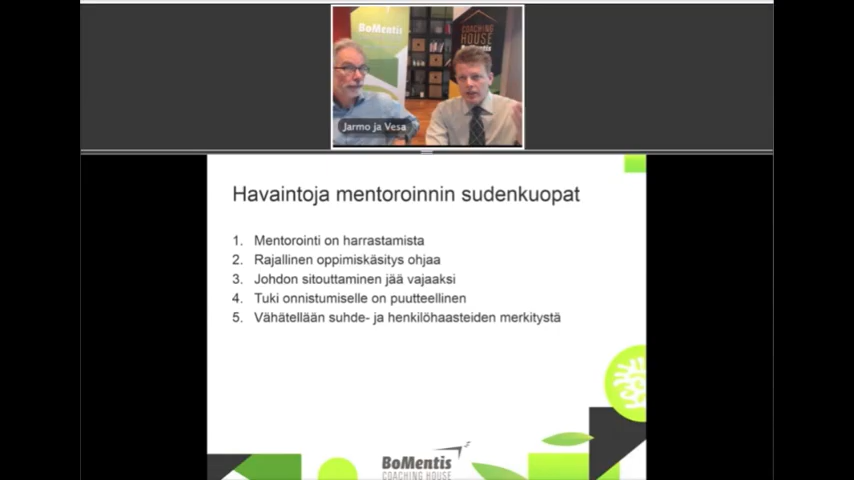 BoMentis
COACHING
HOUSE
BoMentis
Jarmo ja Vesa
Havaintoja mentoroinnin sudenkuopat
1. Mentorointi on harrastamista
2. Rajallinen oppimiskäsitys ohjaa
3. Johdon sitouttaminen jää vajaaksi
4. Tuki onnistumiselle on puutteellinen
5. Vähätellään suhde- ja henkilöhaasteiden merkitystä
BoMentis
COACHING HOUSE